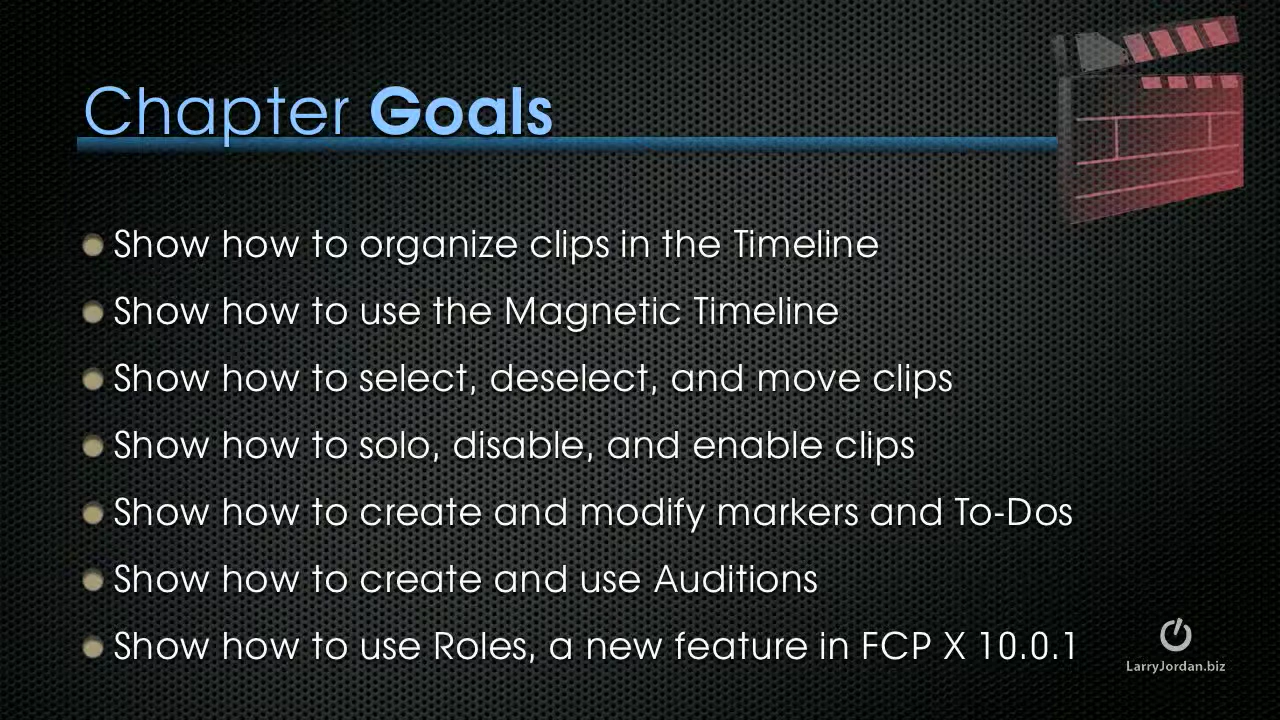 Chapter Goals
Show how to organize clips in the Timeline
Show how to use the Magnetic Timeline
Show how to select, deselect, and move clips
Show how to solo, disable, and enable clips
Show how to create and modify markers and To-Dos
Show how to create and use Auditions
Show how to use Roles, a new feature in FCP X 10.0.1
LarryJordan.biz